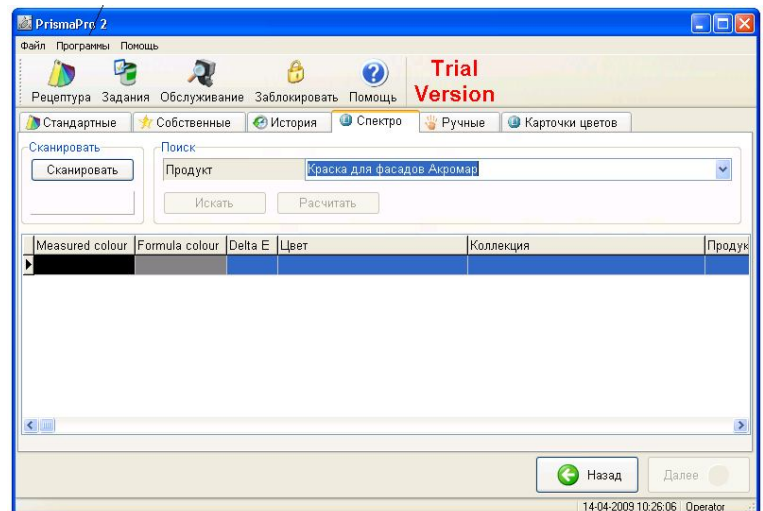 PrismaPro 2
Файл Программы Помощь
Рецептура Задания Обслуживание Заблокировать Помощь
Trial
Version
Стандартные Собственные История Спектро Ручные Карточки цветов
Сканировать Поиск
Сканировать Продукт Краска для фасадов Акромар
Искать Расчитать
Measured colour Formula colour Delta E Цвет Коллекция Продук
Назад Далее
14-04-2009 10:26:06 Operator